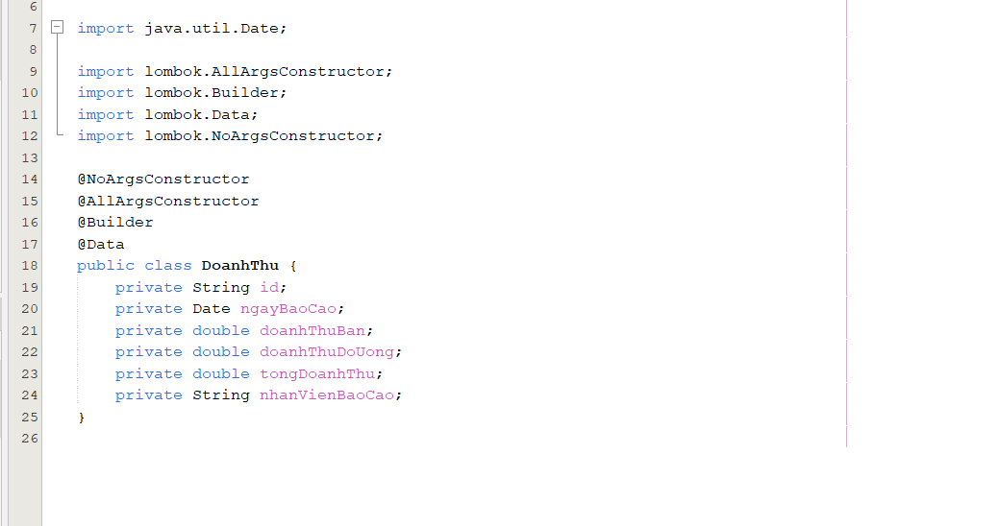 6
7 import java.util.Date;
8
9 import lombok.AllArgsConstructor;
10 import lombok.Builder;
11 import lombok.Data;
12 import lombok.NoArgsConstructor;
13
14 @NoArgsConstructor
15 @AllArgsConstructor
16 @Builder
17 @Data
18 public class DoanhThu {
19 private String id;
20 private Date ngayBaoCao;
21 private double doanhThuBan;
22 private double doanhThuDoUong;
23 private double tongDoanhThu;
24 private String nhanVienBaoCao;
25 }
26